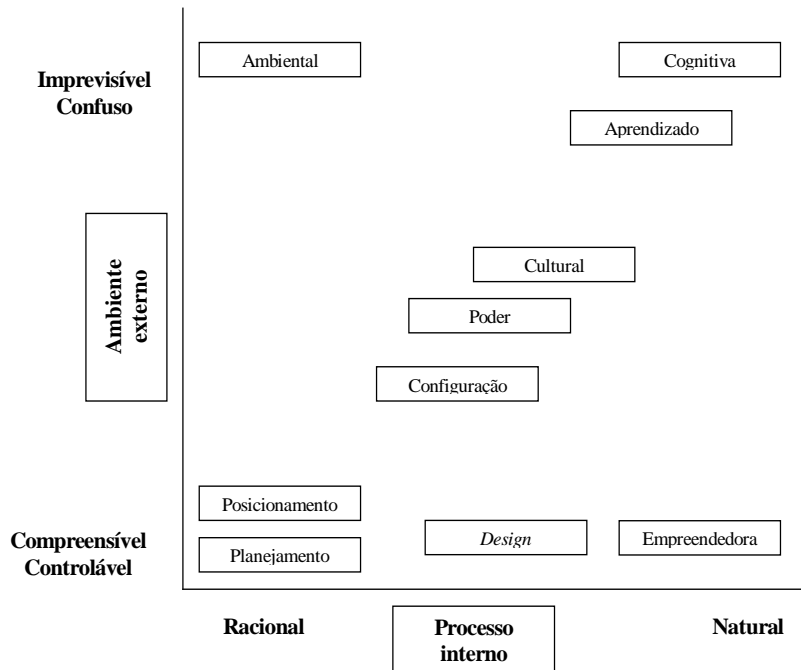 Ambiental
Cognitiva
Imprevisível
Confuso
Aprendizado
Ambiente
externo
Cultural
Poder
Configuração
Posicionamento
Compreensível
Controlável
Design
Empreendedora
Planejamento
Racional
Processo
interno
Natural